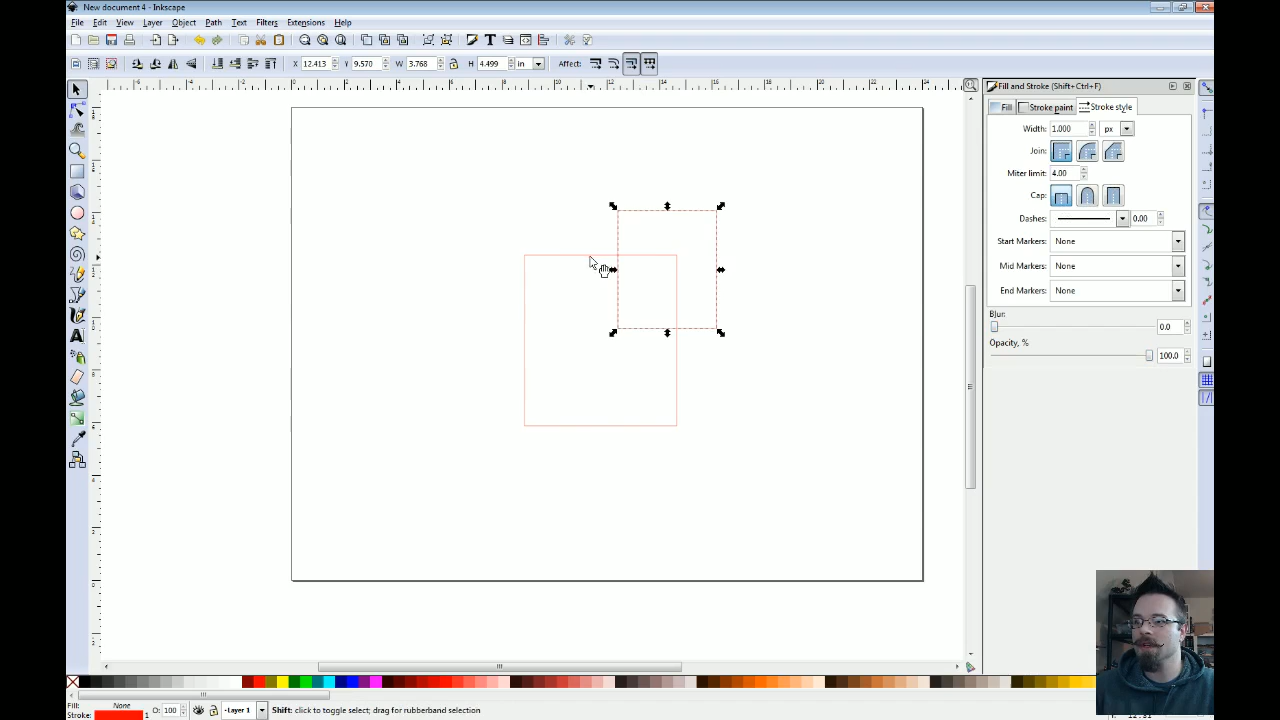 New document 4 - Inkscape
File Edit View Layer Object Path Text Filters Extensions Help
X 12.413 Y 9.570 W 3.768 H 4.499 in Affect:
Fill and Stroke (Shift+Ctrl+F)
Fill Stroke paint Stroke style
Width: 1.000 px
Join:
Miter limit: 4.00
Cap:
Dashes: 0.00
Start Markers: None
Mid Markers: None
End Markers: None
Blur:
0.0
Opacity, %
100.0
Fill: None
Stroke: 1 O: 100 Layer 1 Shift: click to toggle select; drag for rubberband selection